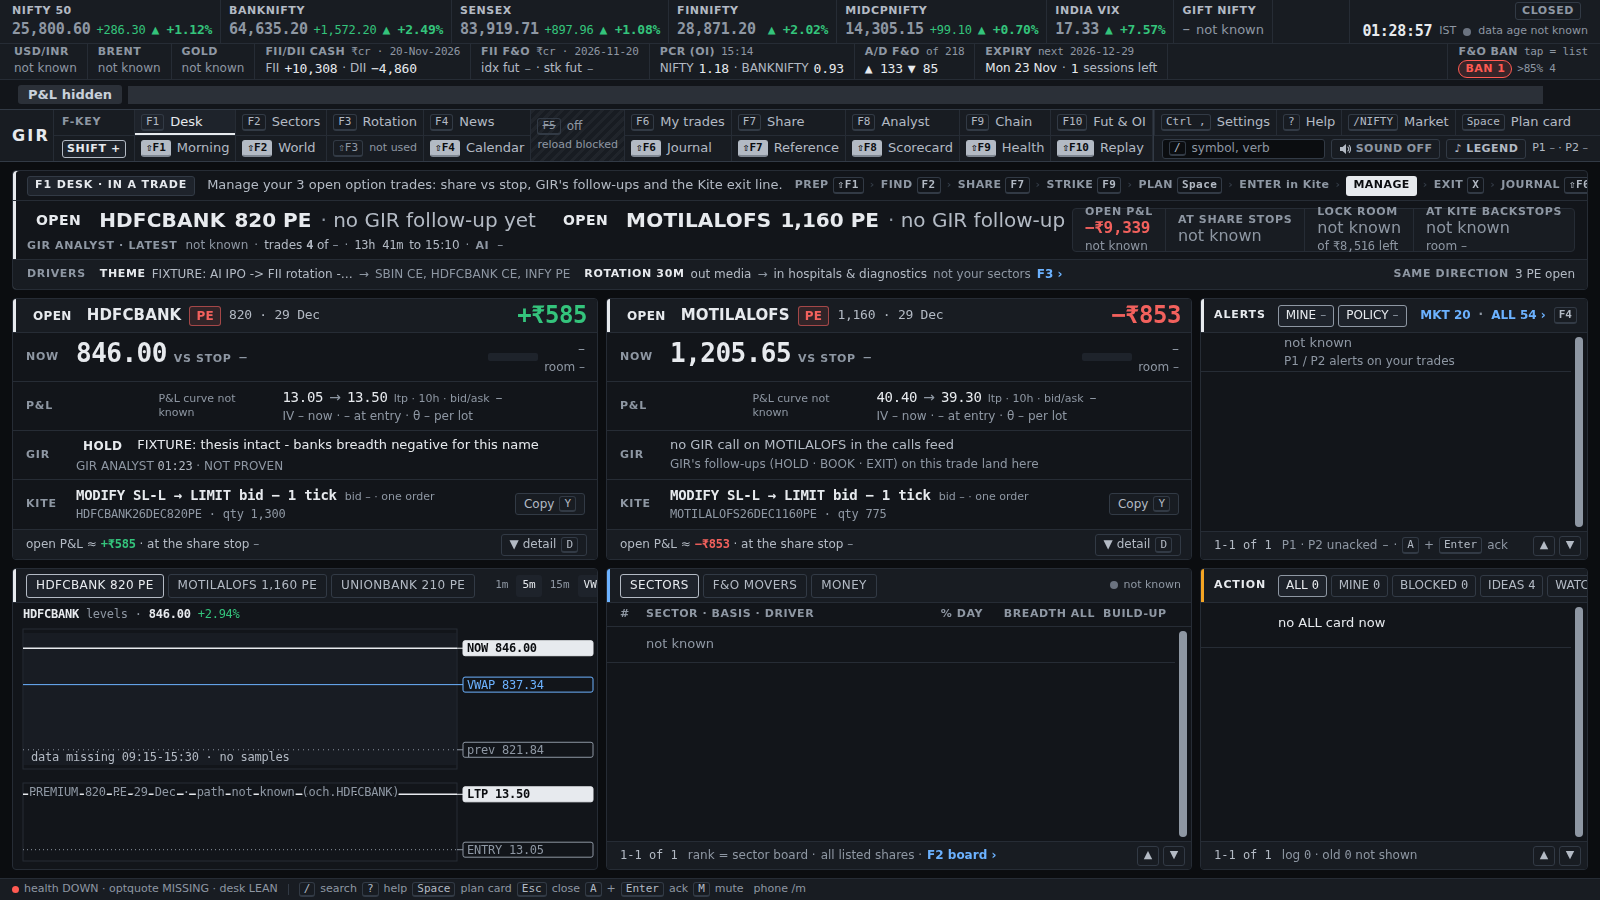 NIFTY 50 BANKNIFTY SENSEX FINNIFTY MIDCPNIFTY INDIA VIX GIFT NIFTY CLOSED
25,800.60 +286.30 ▲ +1.12% 64,635.20 +1,572.20 ▲ +2.49% 83,919.71 +897.96 ▲ +1.08% 28,871.20 ▲ +2.02% 14,305.15 +99.10 ▲ +0.70% 17.33 ▲ +7.57% – not known 01:28:57 IST ● data age not known
USD/INR BRENT GOLD FII/DII CASH ₹cr · 20-Nov-2026 FII F&O ₹cr · 2026-11-20 PCR (OI) 15:14 A/D F&O of 218 EXPIRY next 2026-12-29 F&O BAN tap = list
not known not known not known FII +10,308 · DII −4,860 idx fut – · stk fut – NIFTY 1.18 · BANKNIFTY 0.93 ▲ 133 ▼ 85 Mon 23 Nov · 1 sessions left BAN 1 >85% 4
P&L hidden
GIR F-KEY F1 Desk F2 Sectors F3 Rotation F4 News F5 off F6 My trades F7 Share F8 Analyst F9 Chain F10 Fut & OI Ctrl , Settings ? Help /NIFTY Market Space Plan card
SHIFT + ⇧F1 Morning ⇧F2 World ⇧F3 not used ⇧F4 Calendar reload blocked ⇧F6 Journal ⇧F7 Reference ⇧F8 Scorecard ⇧F9 Health ⇧F10 Replay / symbol, verb SOUND OFF ♪ LEGEND P1 – · P2 –
F1 DESK · IN A TRADE Manage your 3 open option trades: share vs stop, GIR's follow-ups and the Kite exit line. PREP ⇧F1 › FIND F2 › SHARE F7 › STRIKE F9 › PLAN Space › ENTER in Kite › MANAGE › EXIT X › JOURNAL ⇧F6
OPEN HDFCBANK 820 PE · no GIR follow-up yet OPEN MOTILALOFS 1,160 PE · no GIR follow-up
GIR ANALYST · LATEST not known · trades 4 of – · 13h 41m to 15:10 · AI –
OPEN P&L AT SHARE STOPS LOCK ROOM AT KITE BACKSTOPS
−₹9,339 not known not known not known
not known of ₹8,516 left room –
DRIVERS THEME FIXTURE: AI IPO -> FII rotation -… → SBIN CE, HDFCBANK CE, INFY PE ROTATION 30M out media → in hospitals & diagnostics not your sectors F3 › SAME DIRECTION 3 PE open
OPEN HDFCBANK PE 820 · 29 Dec +₹585
NOW 846.00 VS STOP – –
room –
P&L P&L curve not known 13.05 → 13.50 ltp · 10h · bid/ask –
IV – now · – at entry · θ – per lot
GIR HOLD FIXTURE: thesis intact - banks breadth negative for this name
GIR ANALYST 01:23 · NOT PROVEN
KITE MODIFY SL-L → LIMIT bid − 1 tick bid – · one order Copy Y
HDFCBANK26DEC820PE · qty 1,300
open P&L ≈ +₹585 · at the share stop – ▼ detail D
OPEN MOTILALOFS PE 1,160 · 29 Dec −₹853
NOW 1,205.65 VS STOP – –
room –
P&L P&L curve not known 40.40 → 39.30 ltp · 10h · bid/ask –
IV – now · – at entry · θ – per lot
GIR no GIR call on MOTILALOFS in the calls feed
GIR's follow-ups (HOLD · BOOK · EXIT) on this trade land here
KITE MODIFY SL-L → LIMIT bid − 1 tick bid – · one order Copy Y
MOTILALOFS26DEC1160PE · qty 775
open P&L ≈ −₹853 · at the share stop – ▼ detail D
ALERTS MINE – POLICY – MKT 20 · ALL 54 › F4
not known
P1 / P2 alerts on your trades
1-1 of 1 P1 · P2 unacked – · A + Enter ack ▲ ▼
HDFCBANK 820 PE MOTILALOFS 1,160 PE UNIONBANK 210 PE 1m 5m 15m VW
HDFCBANK levels · 846.00 +2.94%
NOW 846.00
VWAP 837.34
prev 821.84
data missing 09:15-15:30 · no samples
PREMIUM 820 PE 29 Dec · path not known (och.HDFCBANK) LTP 13.50
ENTRY 13.05
SECTORS F&O MOVERS MONEY ● not known
# SECTOR · BASIS · DRIVER % DAY BREADTH ALL BUILD-UP
not known
1-1 of 1 rank = sector board · all listed shares · F2 board › ▲ ▼
ACTION ALL 0 MINE 0 BLOCKED 0 IDEAS 4 WATC
no ALL card now
1-1 of 1 log 0 · old 0 not shown ▲ ▼
● health DOWN · optquote MISSING · desk LEAN / search ? help Space plan card Esc close A + Enter ack M mute phone /m